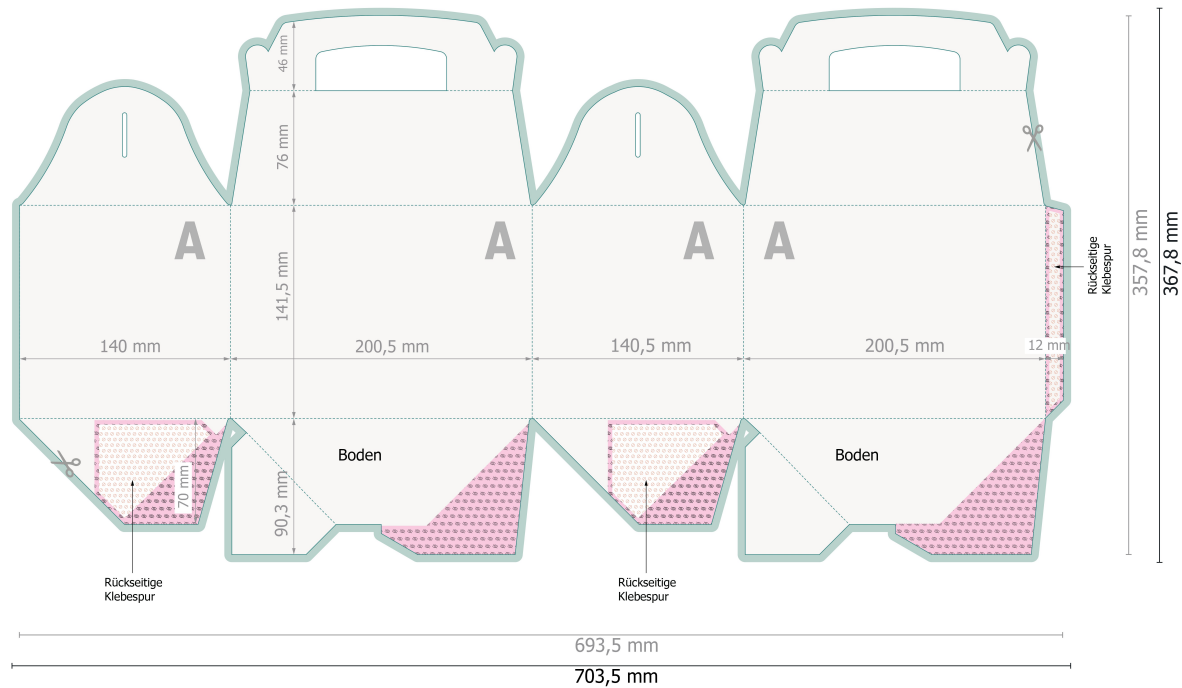 46 mm
76 mm
A
A
A
A
141,5 mm
Rückseitige
Klebespur
357,8 mm
367,8 mm
140 mm
200,5 mm
140,5 mm
200,5 mm
12 mm
Boden
Boden
70 mm
90,3 mm
Rückseitige
Klebespur
Rückseitige
Klebespur
693,5 mm
703,5 mm